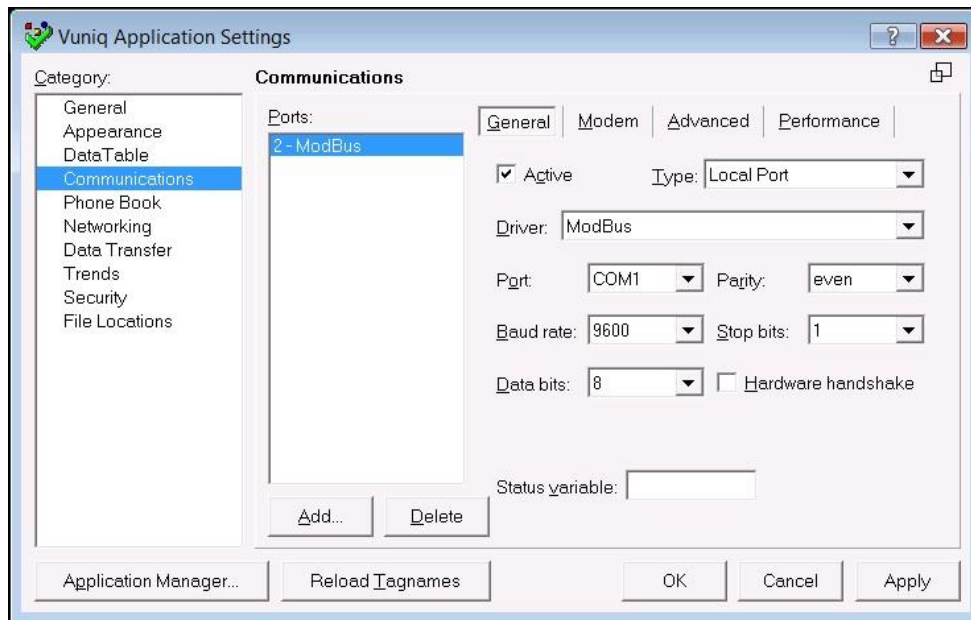 Vuniq Application Settings
Category:
General
Appearance
DataTable
Communications
Phone Book
Networking
Data Transfer
Trends
Security
File Locations
Communications
Ports:
2 - ModBus
Add...
Delete
General Modem Advanced Performance
Active Type: Local Port
Driver: ModBus
Port: COM1 Parity: even
Baud rate: 9600 Stop bits: 1
Data bits: 8 Hardware handshake
Status variable:
Application Manager... Reload Tagnames OK Cancel Apply